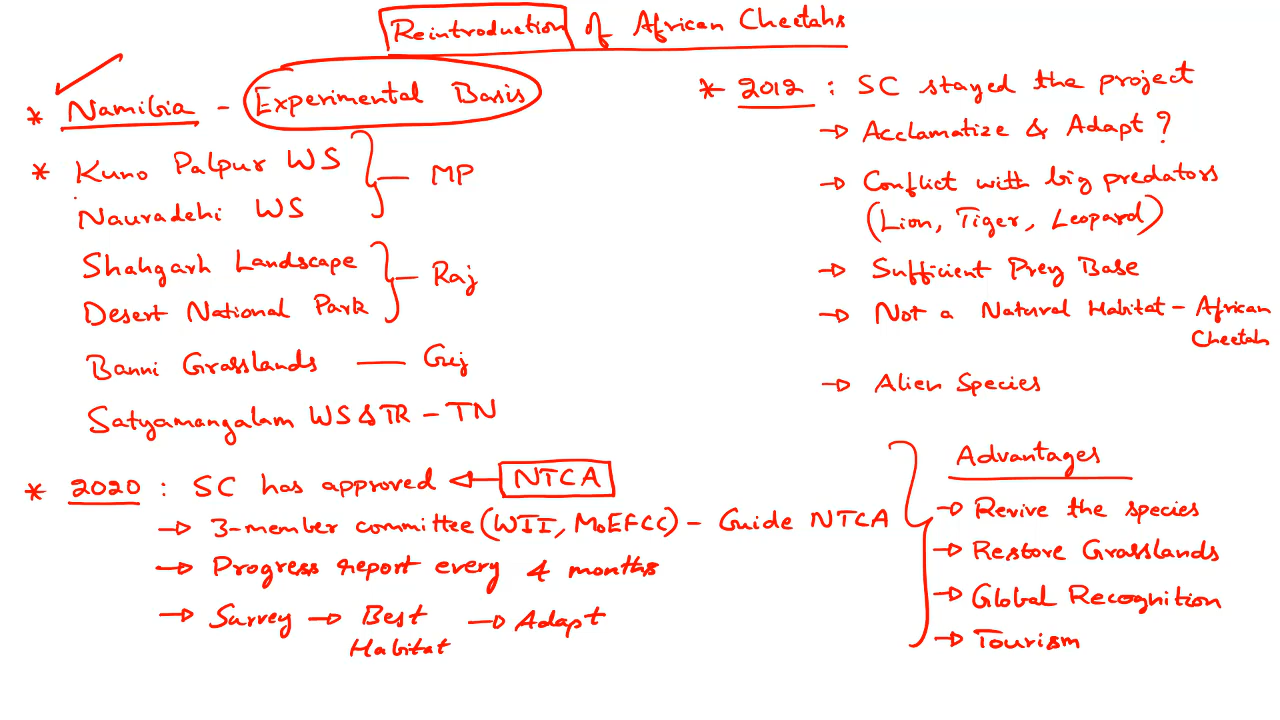 Reintroduction of African Cheetahs
* Namibia - Experimental Basis
* Kuno Palpur WS
Nauradehi WS
MP
Shahgarh Landscape
Desert National Park
Raj
Banni Grasslands — Guj
Satyamangalam WS & TR - TN
* 2020 : SC has approved ← NTCA
→ 3-member committee (WII, MoEFCC) - Guide NTCA
→ Progress report every 4 months
→ Survey → Best Habitat → Adapt
* 2012 : SC stayed the project
→ Acclamatize & Adapt ?
→ Conflict with big predators
(Lion, Tiger, Leopard)
→ Sufficient Prey Base
→ Not a Natural Habitat - African
Cheetah
→ Alien Species
Advantages
→ Revive the species
→ Restore Grasslands
→ Global Recognition
→ Tourism